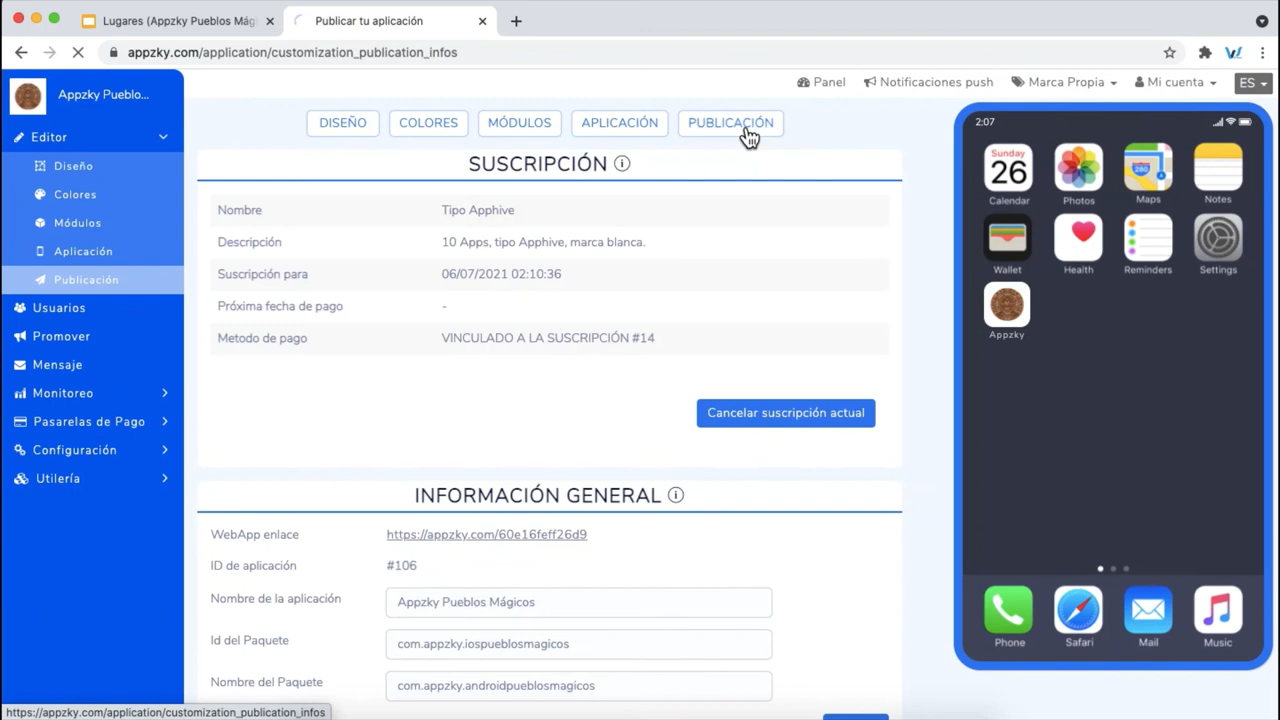 Lugares (Appzky Pueblos Mág
Publicar tu aplicación
appzky.com/application/customization_publication_infos
Appzky Pueblo...
Panel
Notificaciones push
Marca Propia
Mi cuenta
ES
Editor
Diseño
Colores
Módulos
Aplicación
Publicación
Usuarios
Promover
Mensaje
Monitoreo
Pasarelas de Pago
Configuración
Utilería
DISEÑO
COLORES
MÓDULOS
APLICACIÓN
PUBLICACIÓN
SUSCRIPCIÓN
Nombre Tipo Apphive
Descripción 10 Apps, tipo Apphive, marca blanca.
Suscripción para 06/07/2021 02:10:36
Próxima fecha de pago -
Metodo de pago VINCULADO A LA SUSCRIPCIÓN #14
Cancelar suscripción actual
INFORMACIÓN GENERAL
WebApp enlace https://appzky.com/60e16feff26d9
ID de aplicación #106
Nombre de la aplicación Appzky Pueblos Mágicos
Id del Paquete com.appzky.iospueblosmagicos
Nombre del Paquete com.appzky.androidpueblosmagicos
https://appzky.com/application/customization_publication_infos
2:07
Sunday
26
280
Calendar Photos Maps Notes
Wallet Health Reminders Settings
Appzky
Phone Safari Mail Music